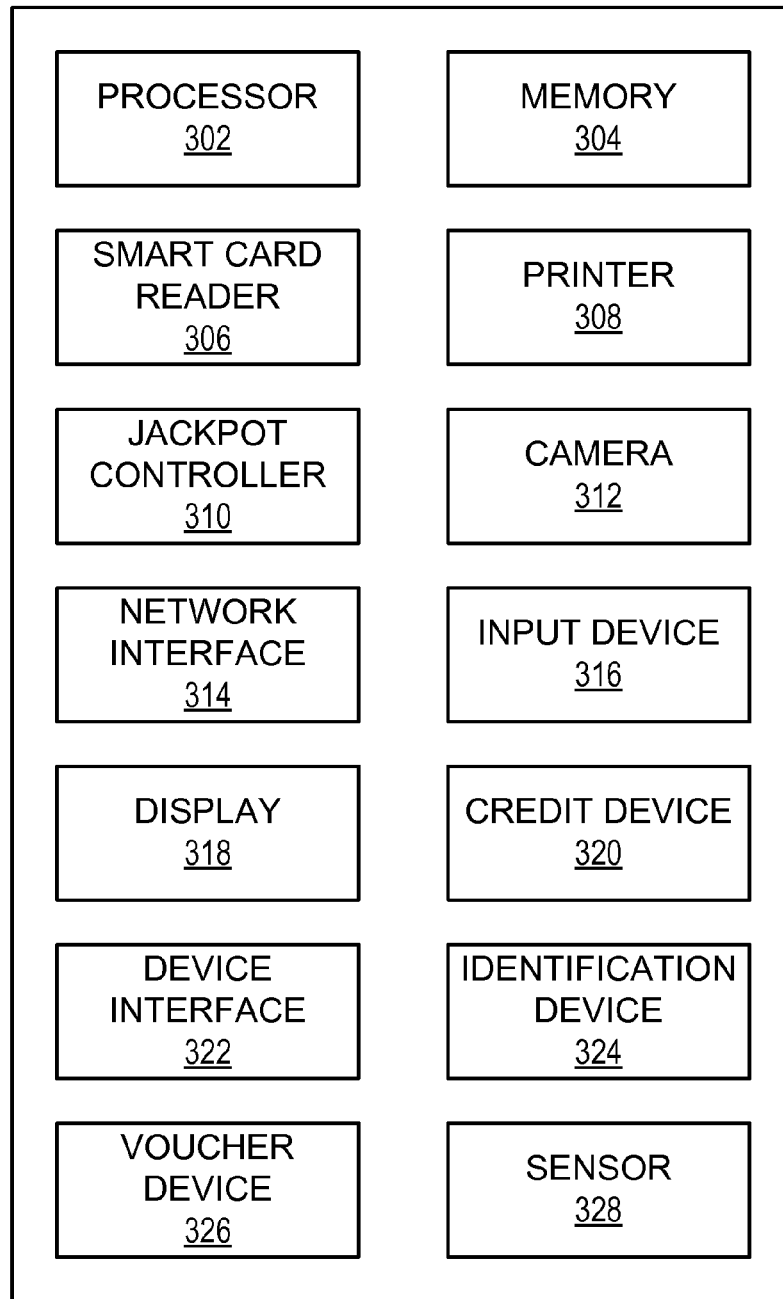 PROCESSOR
302
MEMORY
304
SMART CARD
READER
306
PRINTER
308
JACKPOT
CONTROLLER
310
CAMERA
312
NETWORK
INTERFACE
314
INPUT DEVICE
316
DISPLAY
318
CREDIT DEVICE
320
DEVICE
INTERFACE
322
IDENTIFICATION
DEVICE
324
VOUCHER
DEVICE
326
SENSOR
328